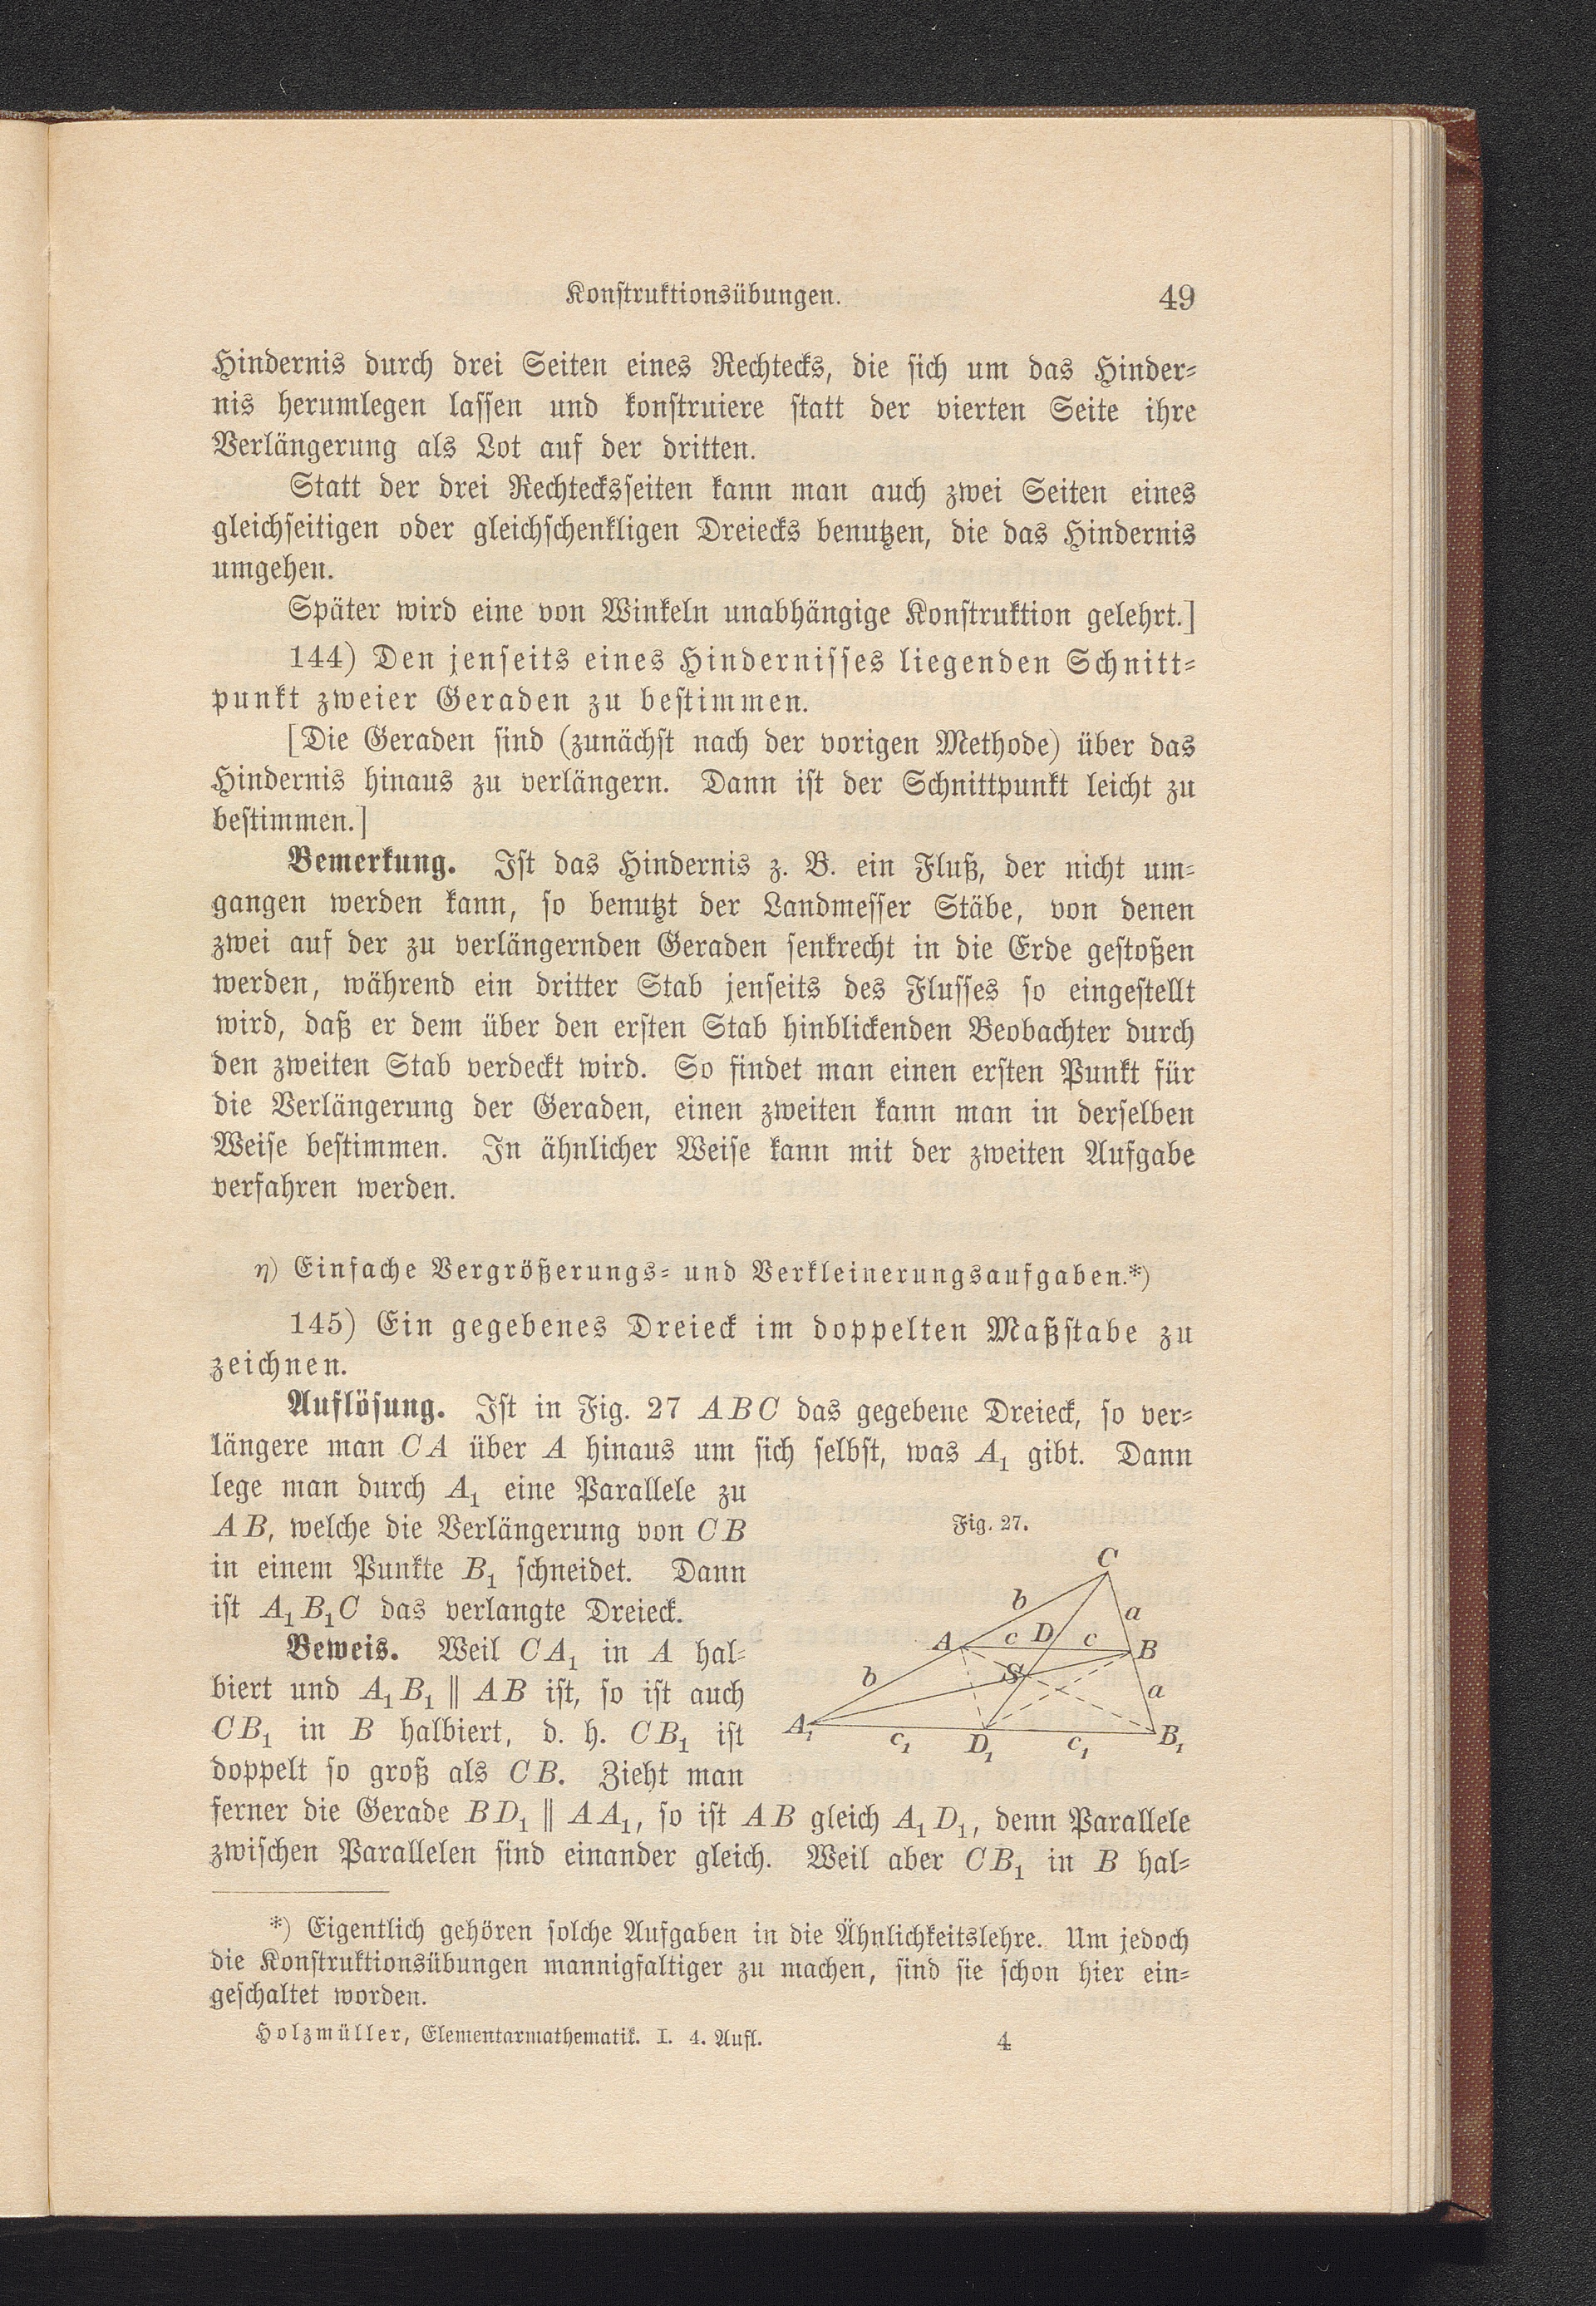 Konstruktionsübungen. 49
Hindernis durch drei Seiten eines Rechtecks, die sich um das Hinder-
nis herumlegen lassen und konstruiere statt der vierten Seite ihre
Verlängerung als Lot auf der dritten.
Statt der drei Rechtecksseiten kann man auch zwei Seiten eines
gleichseitigen oder gleichschenkligen Dreiecks benutzen, die das Hindernis
umgehen.
Später wird eine von Winkeln unabhängige Konstruktion gelehrt.]
144) Den jenseits eines Hindernisses liegenden Schnitt-
punkt zweier Geraden zu bestimmen.
[Die Geraden sind (zunächst nach der vorigen Methode) über das
Hindernis hinaus zu verlängern. Dann ist der Schnittpunkt leicht zu
bestimmen.]
Bemerkung. Ist das Hindernis z. B. ein Fluß, der nicht um-
gangen werden kann, so benutzt der Landmesser Stäbe, von denen
zwei auf der zu verlängernden Geraden senkrecht in die Erde gestoßen
werden, während ein dritter Stab jenseits des Flusses so eingestellt
wird, daß er dem über den ersten Stab hinblickenden Beobachter durch
den zweiten Stab verdeckt wird. So findet man einen ersten Punkt für
die Verlängerung der Geraden, einen zweiten kann man in derselben
Weise bestimmen. In ähnlicher Weise kann mit der zweiten Aufgabe
verfahren werden.
η) Einfache Vergrößerungs- und Verkleinerungsaufgaben.*)
145) Ein gegebenes Dreieck im doppelten Maßstabe zu
zeichnen.
Auflösung. Ist in Fig. 27 ABC das gegebene Dreieck, so ver-
längere man CA über A hinaus um sich selbst, was A₁ gibt. Dann
lege man durch A₁ eine Parallele zu
AB, welche die Verlängerung von CB
in einem Punkte B₁ schneidet. Dann
ist A₁B₁C das verlangte Dreieck.
Beweis. Weil CA₁ in A hal-
biert und A₁B₁ ∥ AB ist, so ist auch
CB₁ in B halbiert, d. h. CB₁ ist
doppelt so groß als CB. Zieht man
Fig. 27.
C
b
a
A c D c B
S
b
a
A₁ c₁ D₁ c₁ B₁
ferner die Gerade BD₁ ∥ AA₁, so ist AB gleich A₁D₁, denn Parallele
zwischen Parallelen sind einander gleich. Weil aber CB₁ in B hal-
*) Eigentlich gehören solche Aufgaben in die Ähnlichkeitslehre. Um jedoch
die Konstruktionsübungen mannigfaltiger zu machen, sind sie schon hier ein-
geschaltet worden.
Holzmüller, Elementarmathematik. I. 4. Aufl. 4